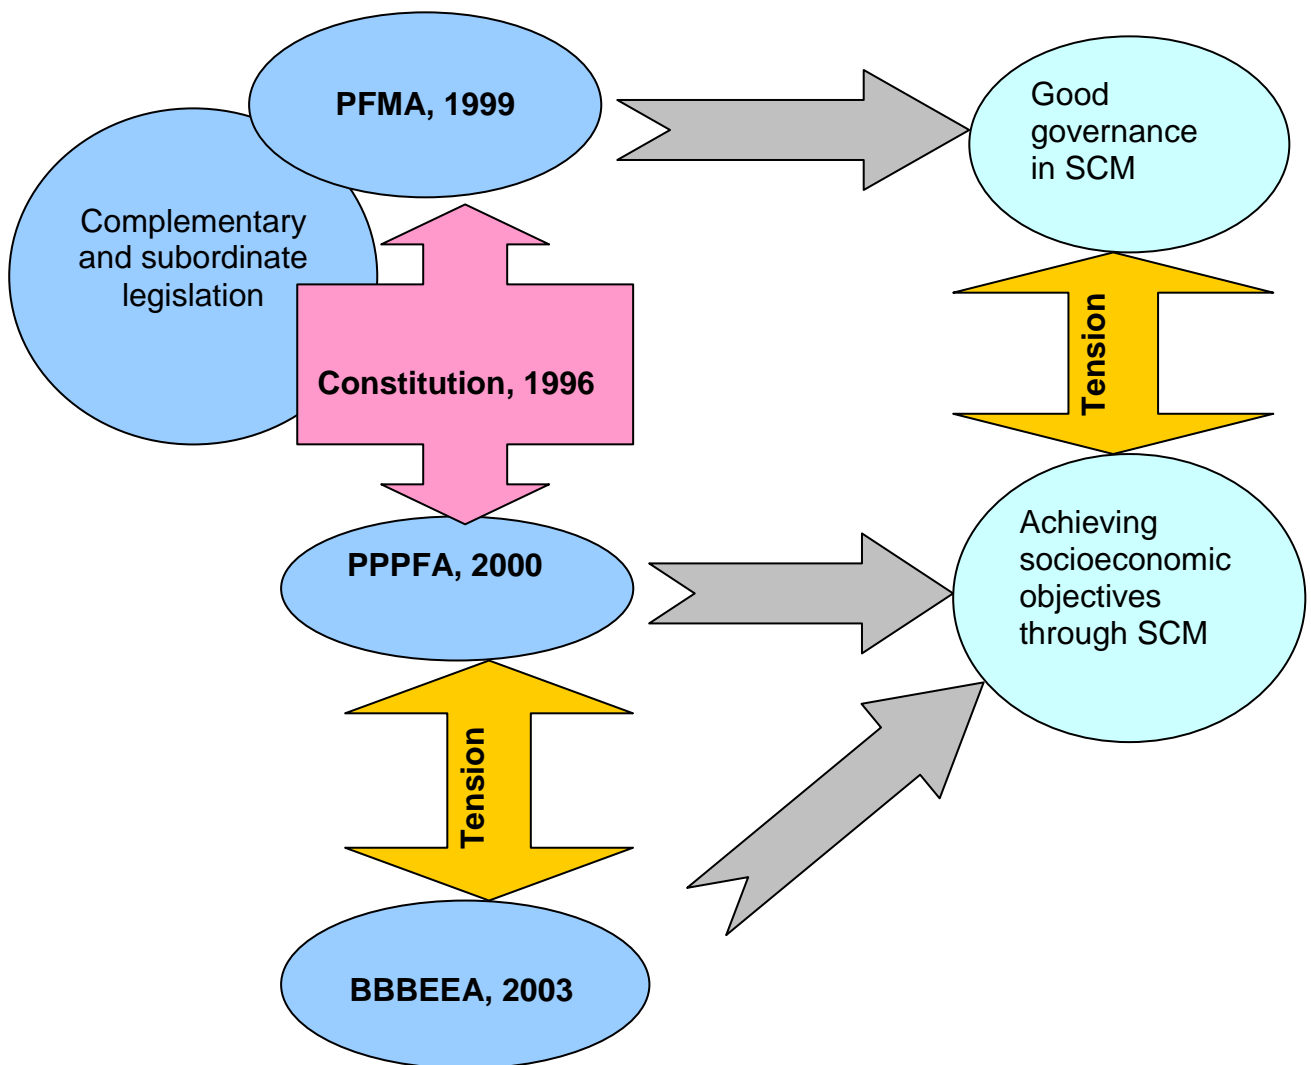 PFMA, 1999
Good
governance
in SCM
Complementary
and subordinate
legislation
Tension
Constitution, 1996
Achieving
socioeconomic
objectives
through SCM
PPPFA, 2000
Tension
BBBEEA, 2003